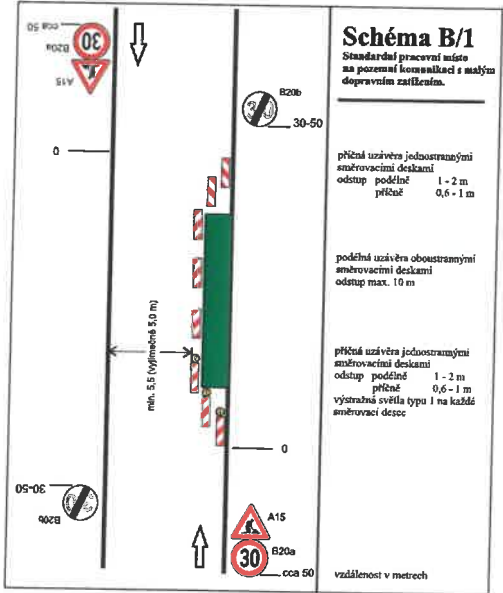 Schéma B/1
Standardní pracovní místo
na pozemní komunikaci s malým
dopravním zatížením.
příčná uzávěra jednostrannými
směrovacími deskami
odstup podélně 1 - 2 m
příčně 0,6 - 1 m
podélná uzávěra oboustrannými
směrovacími deskami
odstup max. 10 m
příčná uzávěra jednostrannými
směrovacími deskami
odstup podélně 1 - 2 m
příčně 0,6 - 1 m
výstražná světla typu 1 na každé
směrovací desce
vzdálenost v metrech
cca 50
B20a
30
A15
0
B20b
30-50
min. 5,5 (vyjímečně 5,0 m)
0
30-50
B20b
A15
30
B20a
cca 50